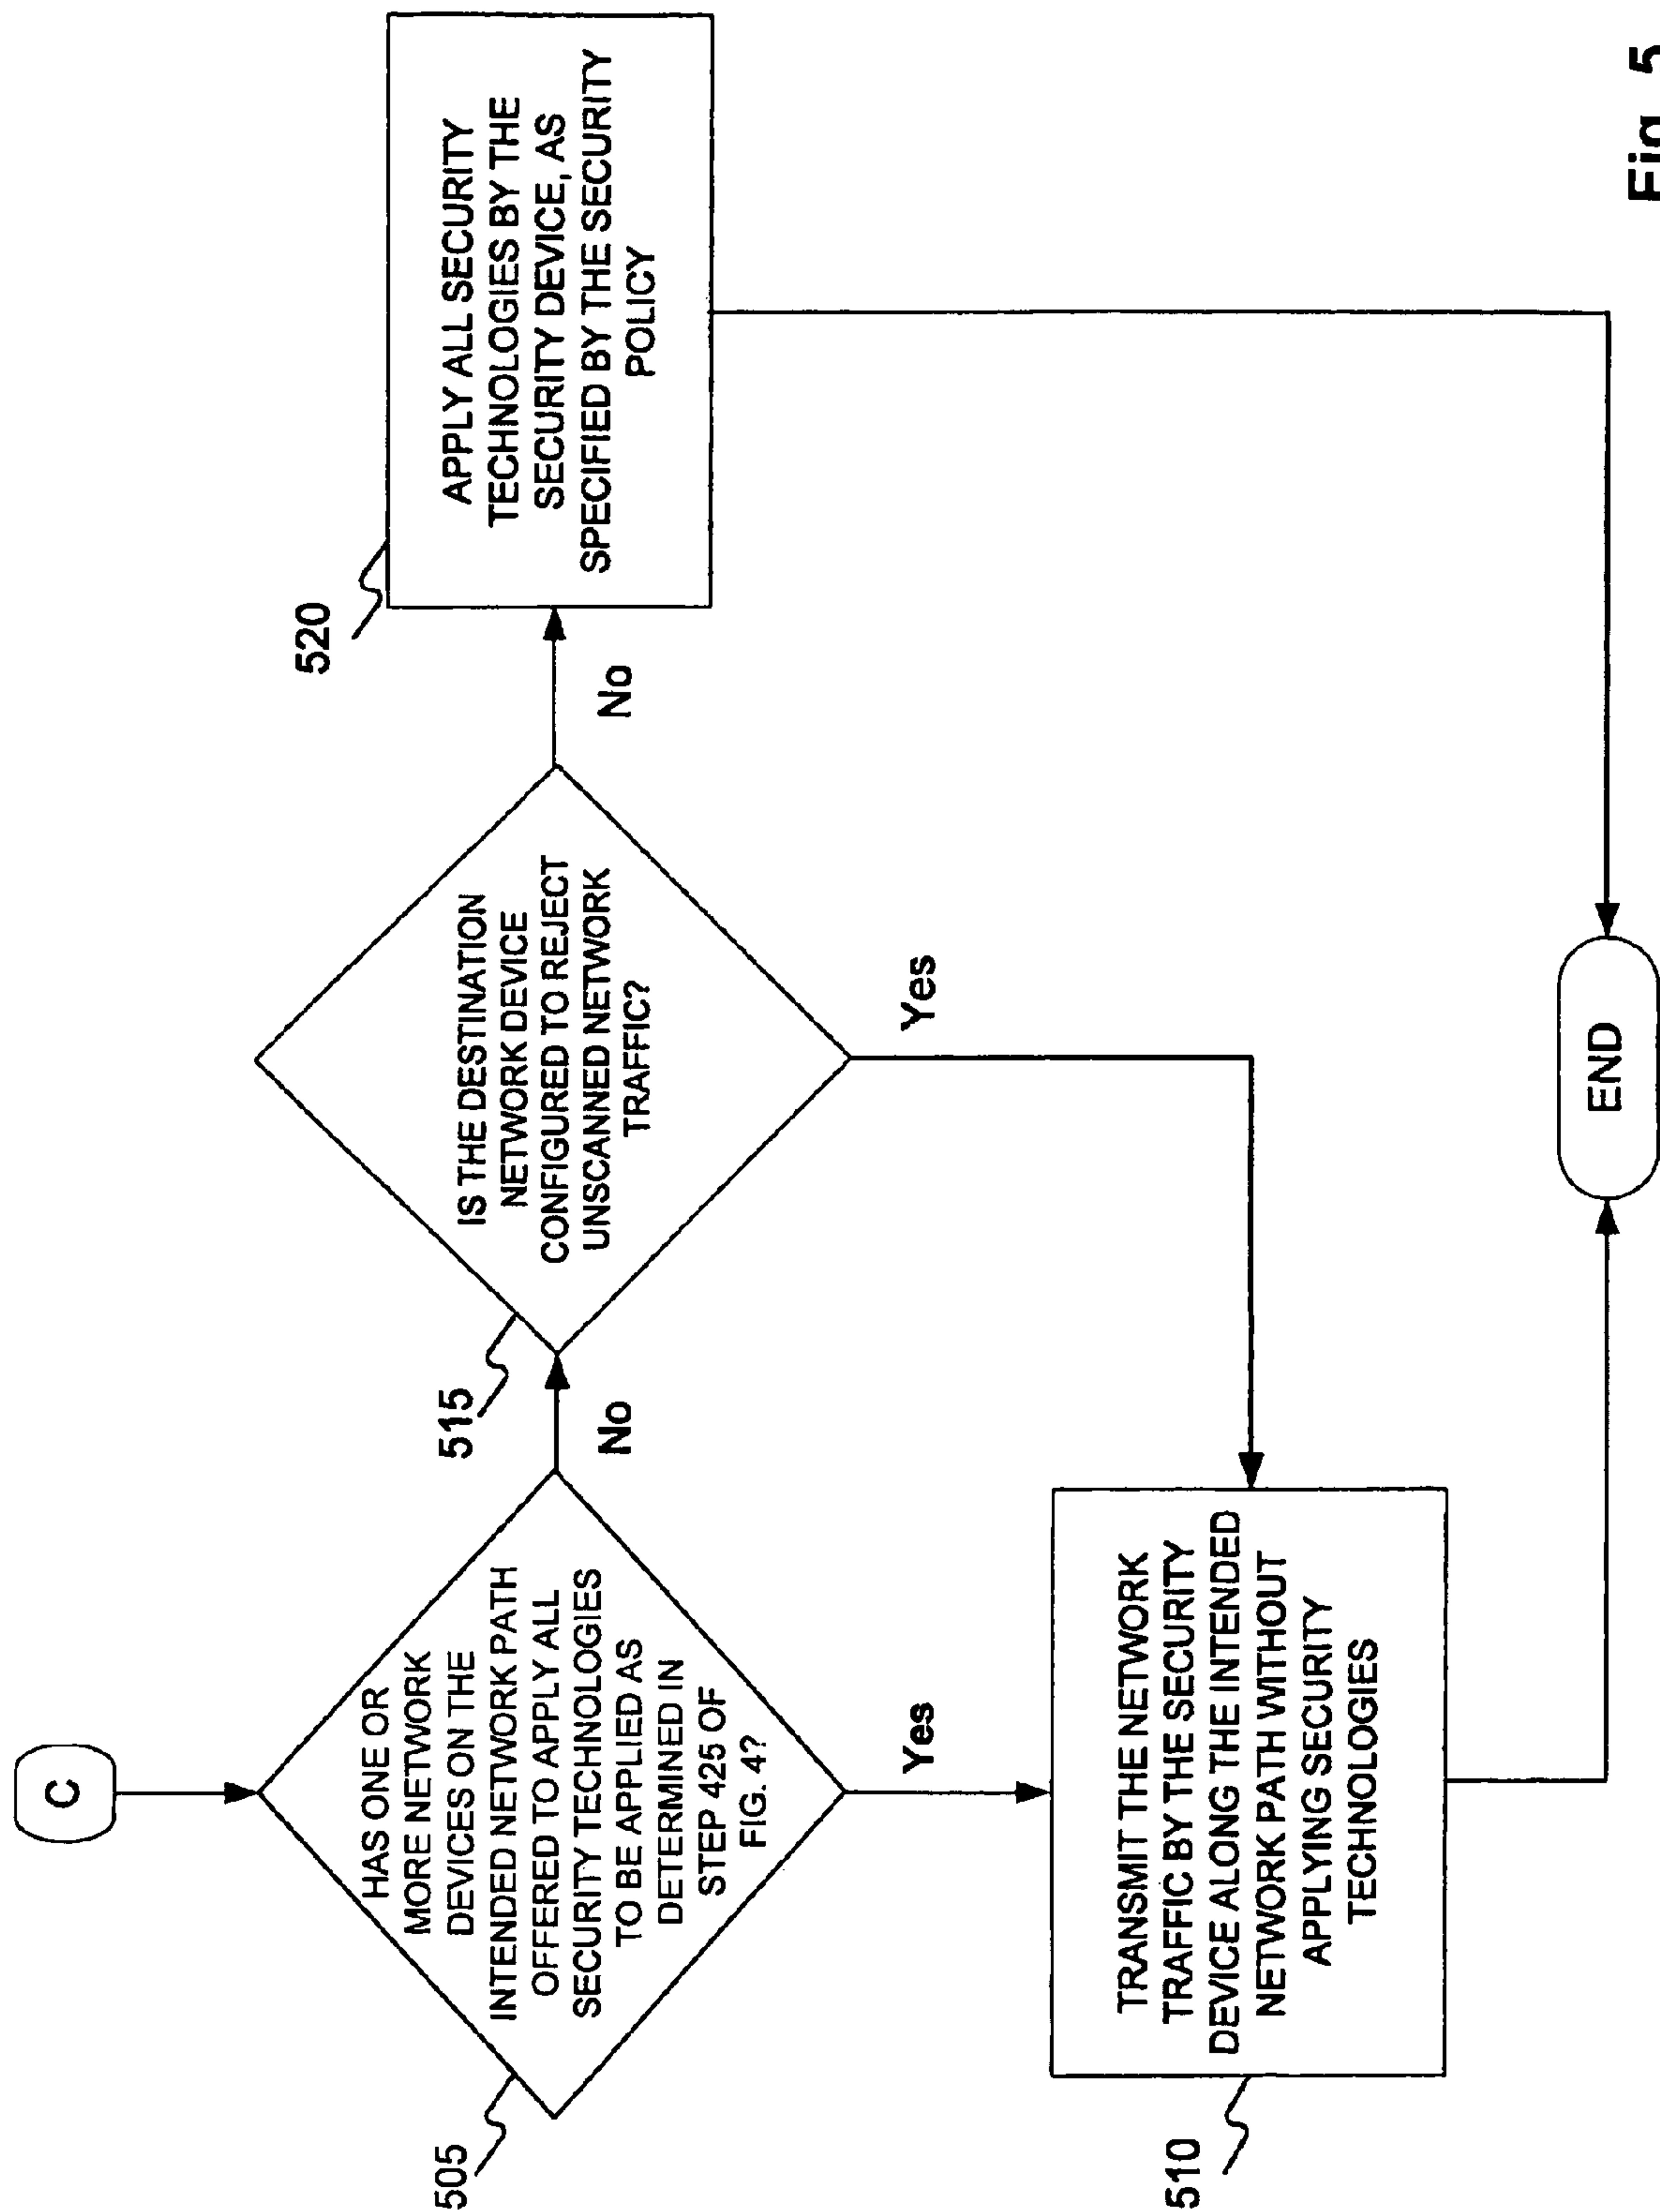 C
505
HAS ONE OR
MORE NETWORK
DEVICES ON THE
INTENDED NETWORK PATH
OFFERED TO APPLY ALL
SECURITY TECHNOLOGIES
TO BE APPLIED AS
DETERMINED IN
STEP 425 OF
FIG. 4?
No
Yes
515
IS THE DESTINATION
NETWORK DEVICE
CONFIGURED TO REJECT
UNSCANNED NETWORK
TRAFFIC?
No
Yes
520
APPLY ALL SECURITY
TECHNOLOGIES BY THE
SECURITY DEVICE, AS
SPECIFIED BY THE SECURITY
POLICY
510
TRANSMIT THE NETWORK
TRAFFIC BY THE SECURITY
DEVICE ALONG THE INTENDED
NETWORK PATH WITHOUT
APPLYING SECURITY
TECHNOLOGIES
END
Fig. 5